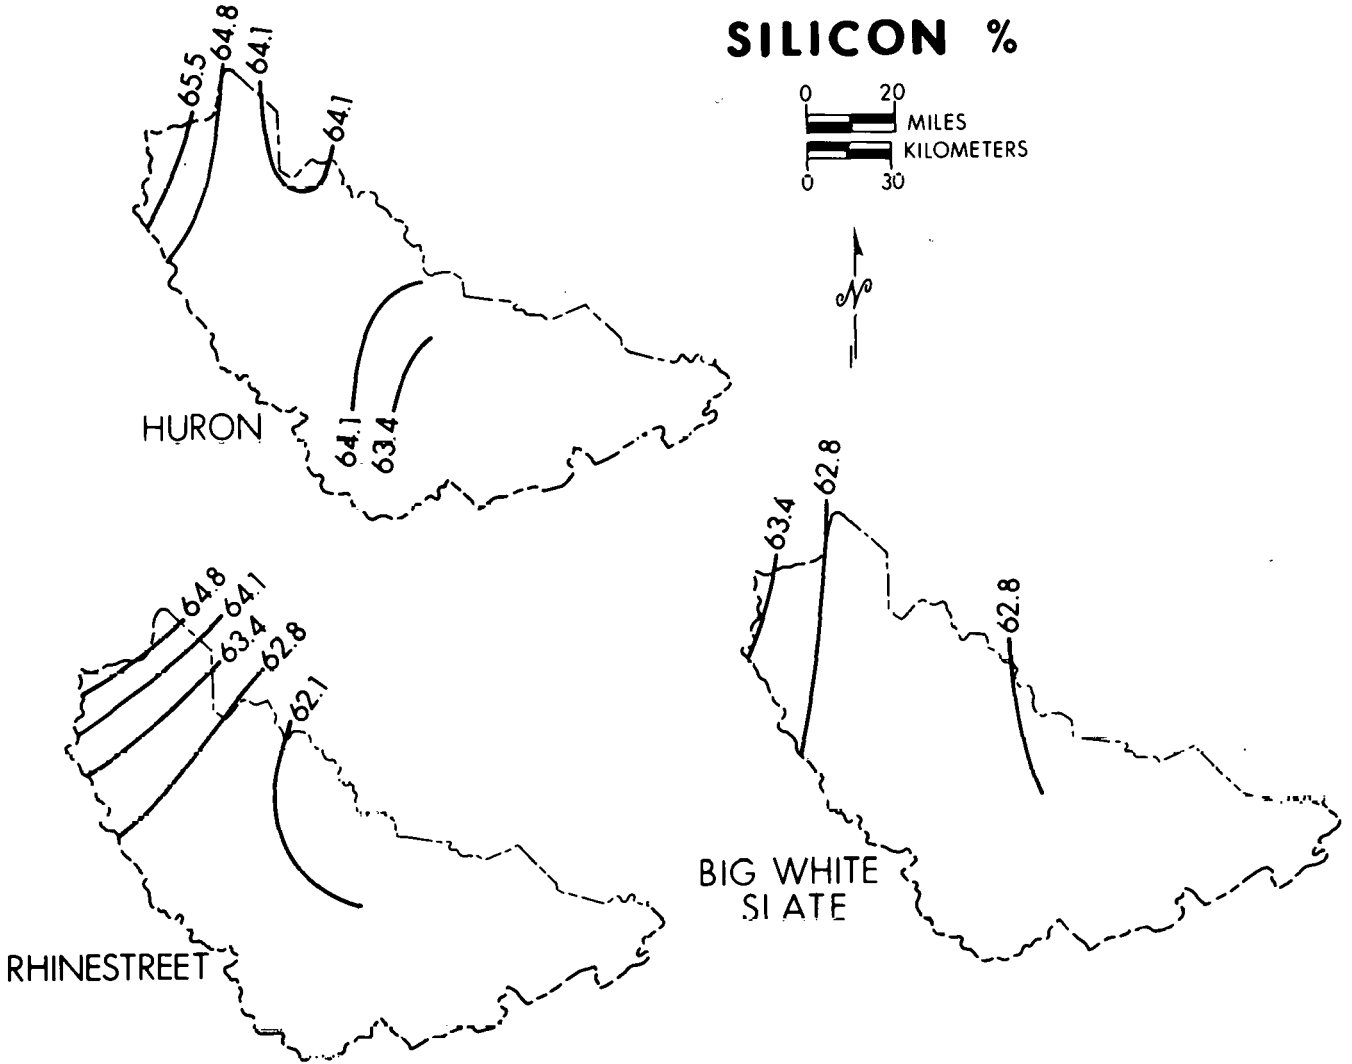 SILICON %
0 20
MILES
KILOMETERS
0 30
N
65.5
64.8
64.1
64.1
64.1
63.4
HURON
64.8
64.1
63.4
62.8
62.1
RHINESTREET
63.4
62.8
62.8
BIG WHITE
SLATE